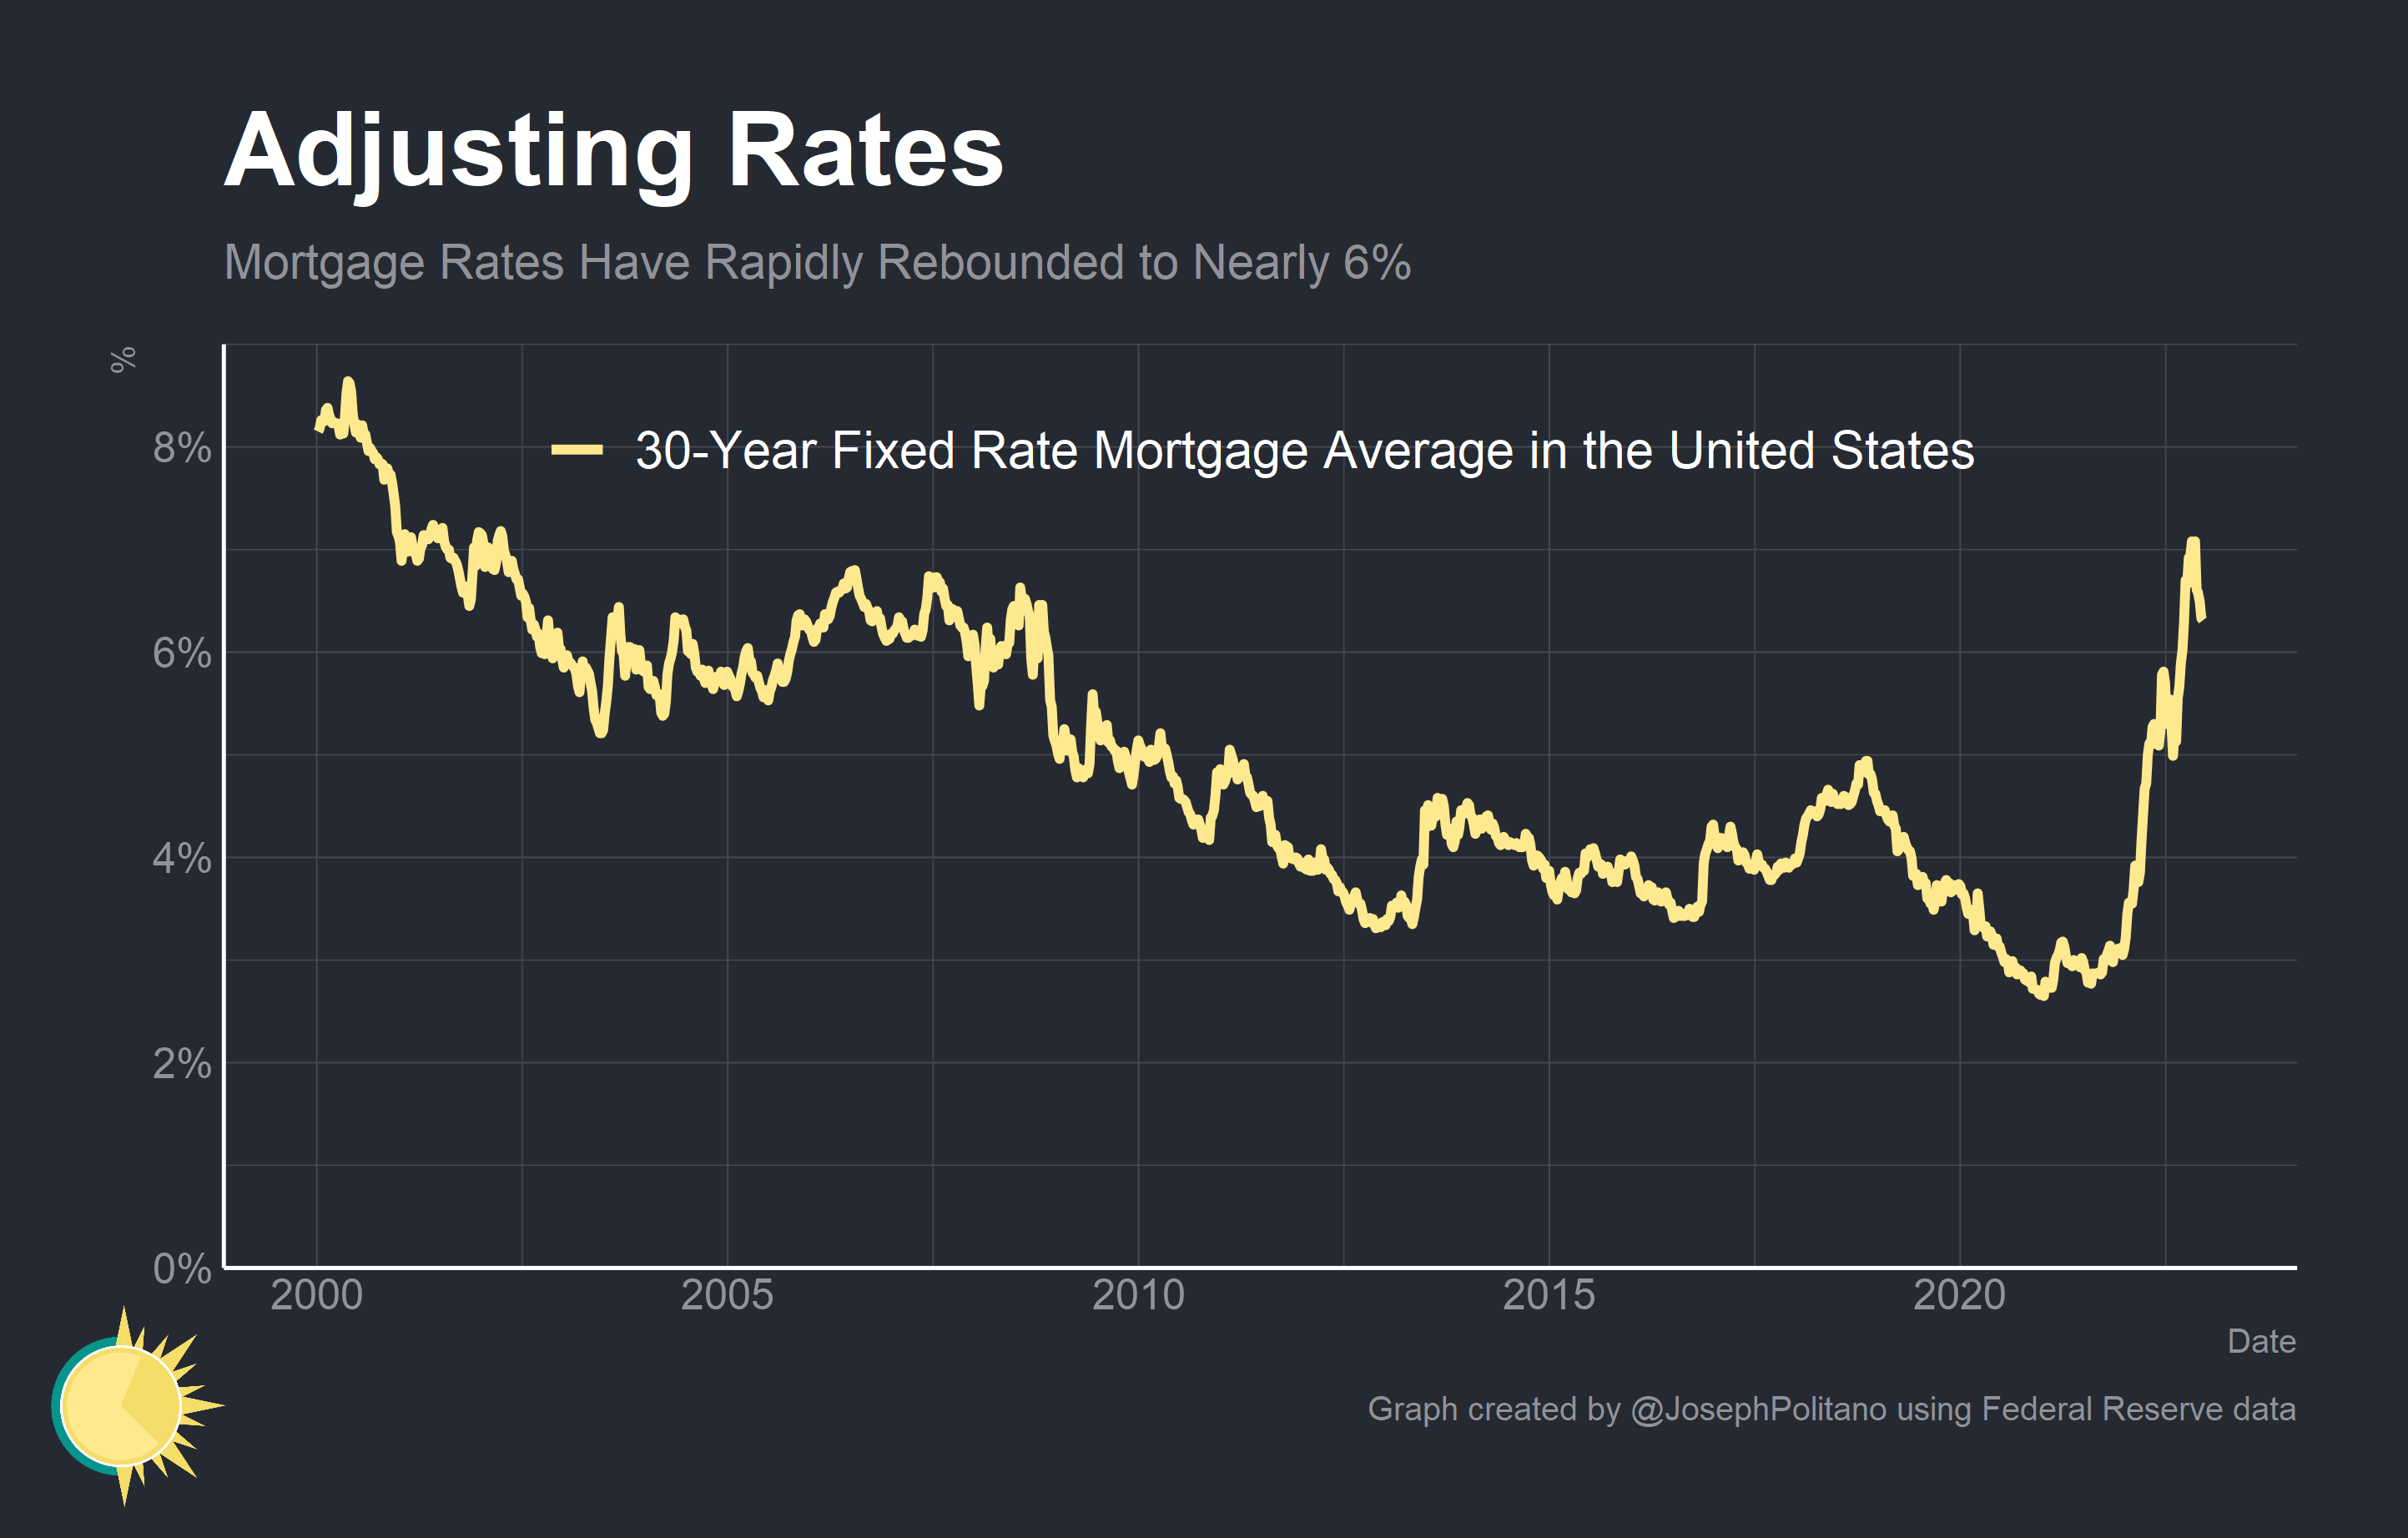 Adjusting Rates
Mortgage Rates Have Rapidly Rebounded to Nearly 6%
%
30-Year Fixed Rate Mortgage Average in the United States
8%
6%
4%
2%
0%
2000 2005 2010 2015 2020
Date
Graph created by @JosephPolitano using Federal Reserve data